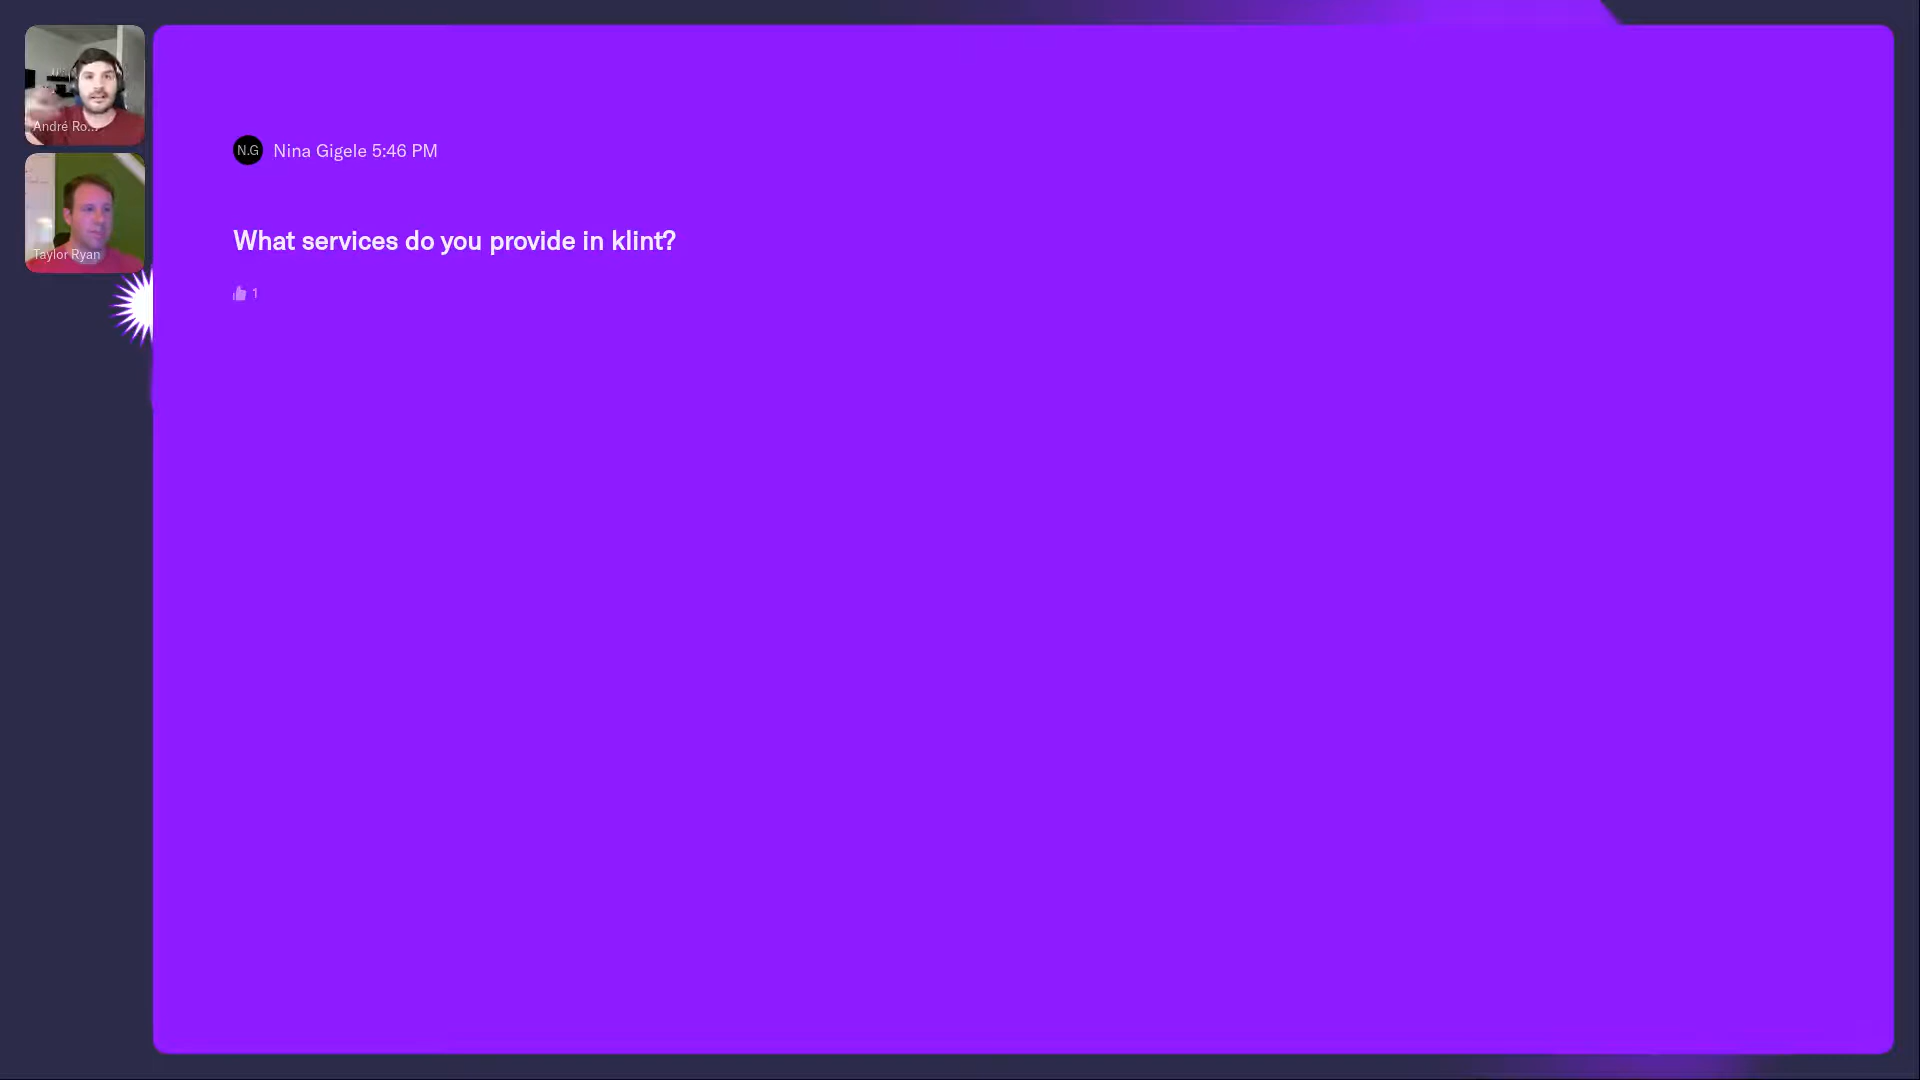 André Ro...
Taylor Ryan
N.G
Nina Gigele 5:46 PM
What services do you provide in klint?
1